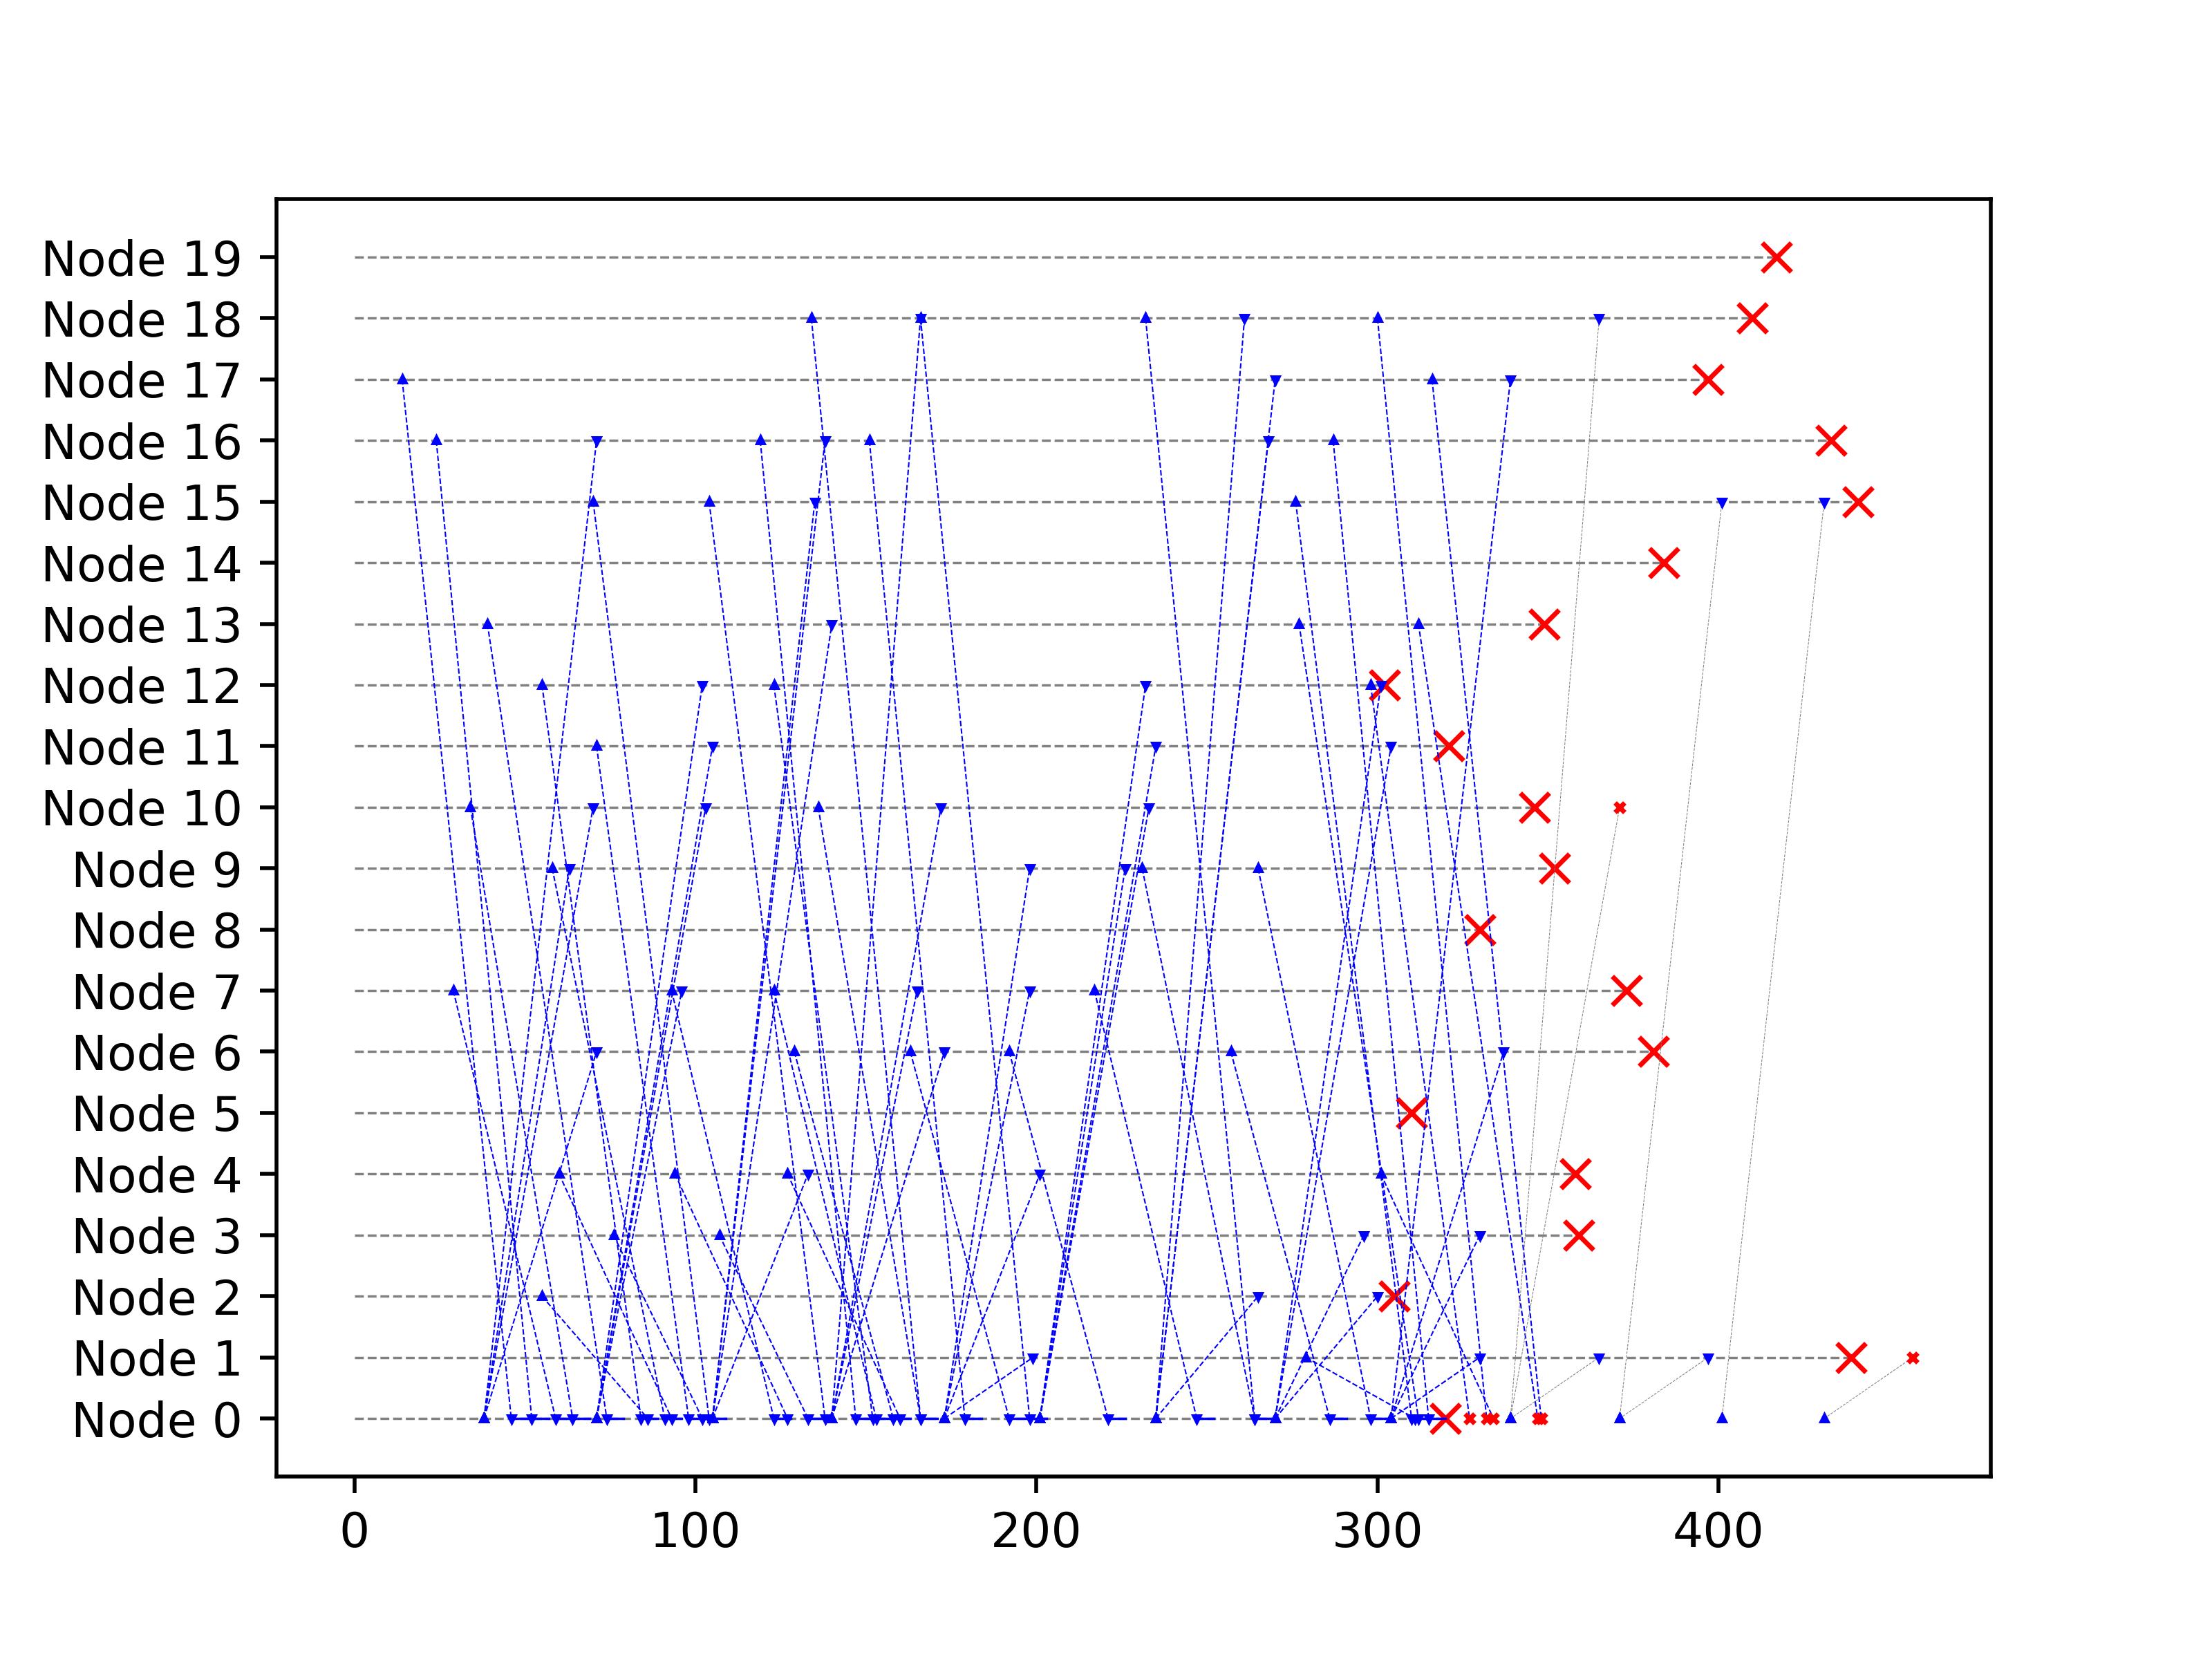 Node 19
Node 18
Node 17
Node 16
Node 15
Node 14
Node 13
Node 12
Node 11
Node 10
Node 9
Node 8
Node 7
Node 6
Node 5
Node 4
Node 3
Node 2
Node 1
Node 0
0 100 200 300 400